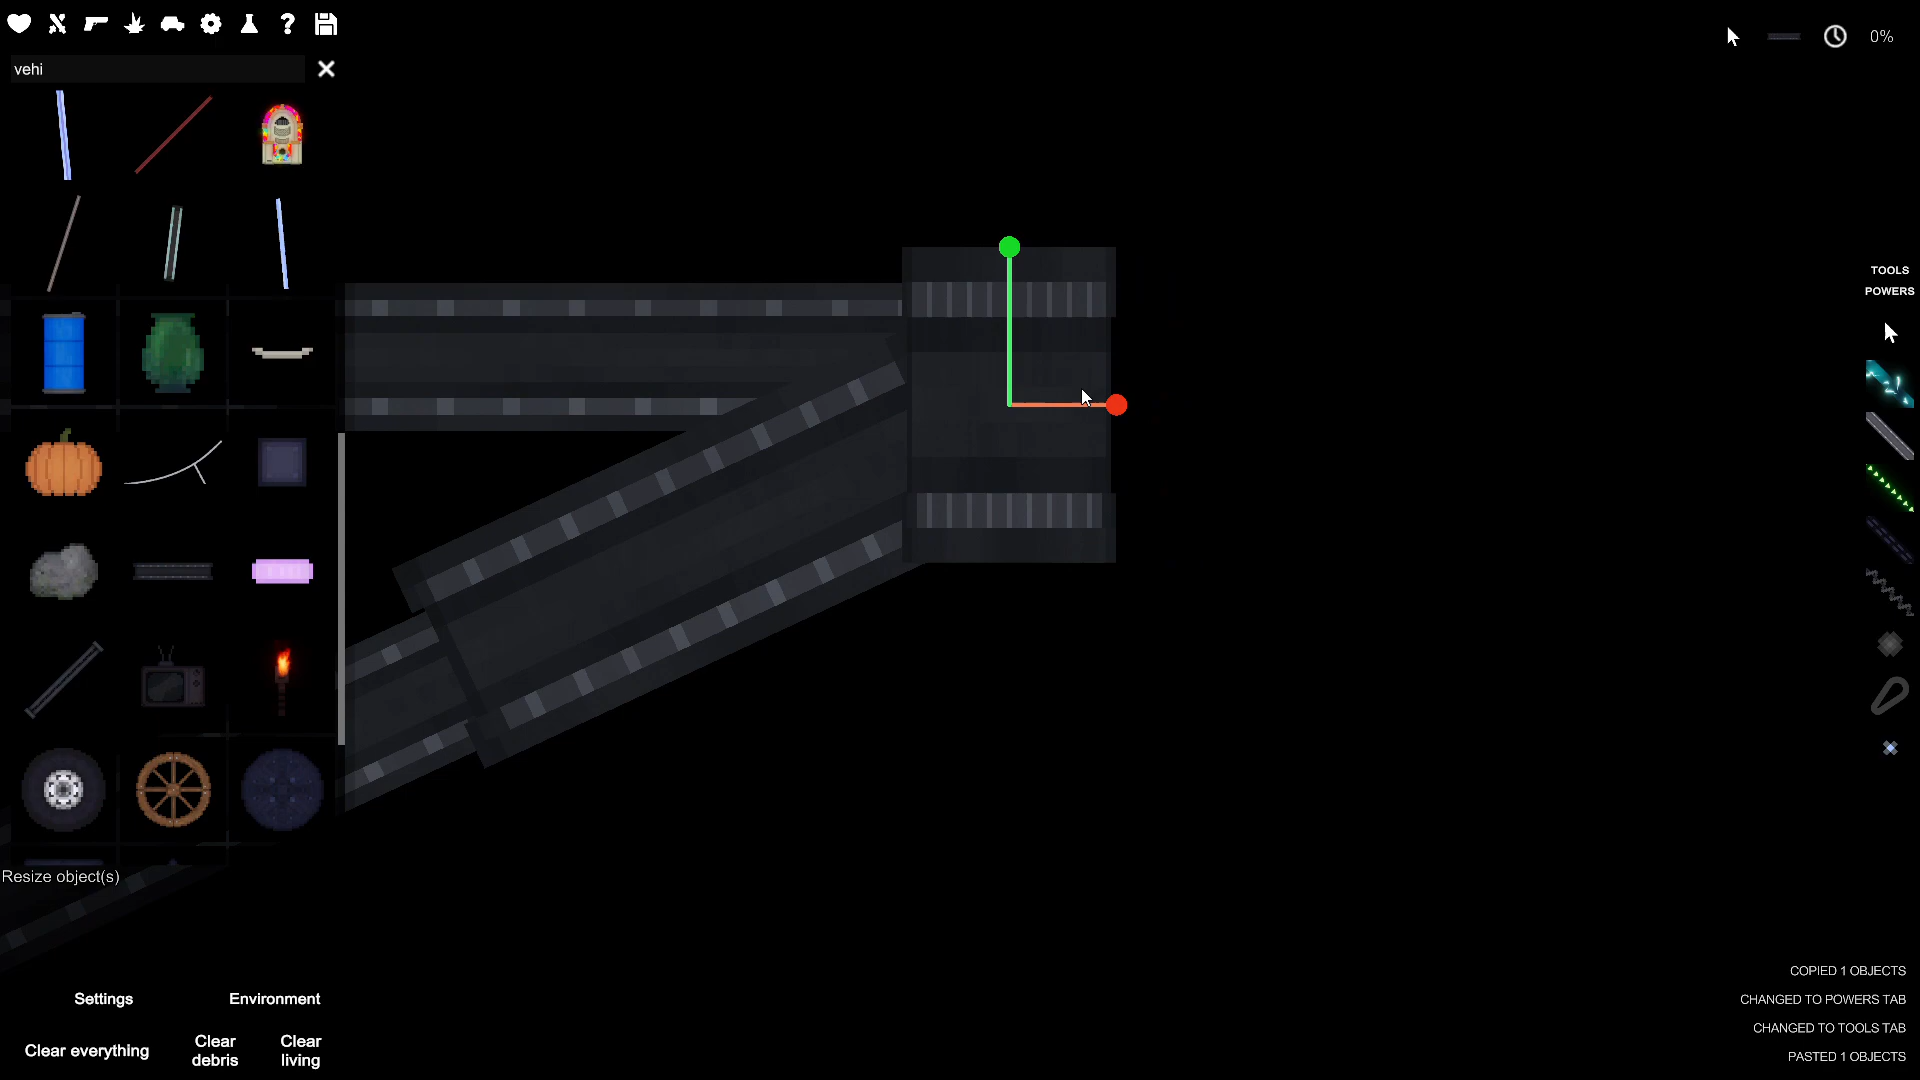 ?
0%
vehi
TOOLS
POWERS
Resize object(s)
COPIED 1 OBJECTS
Settings
Environment
CHANGED TO POWERS TAB
CHANGED TO TOOLS TAB
Clear everything
Clear
debris
Clear
living
PASTED 1 OBJECTS